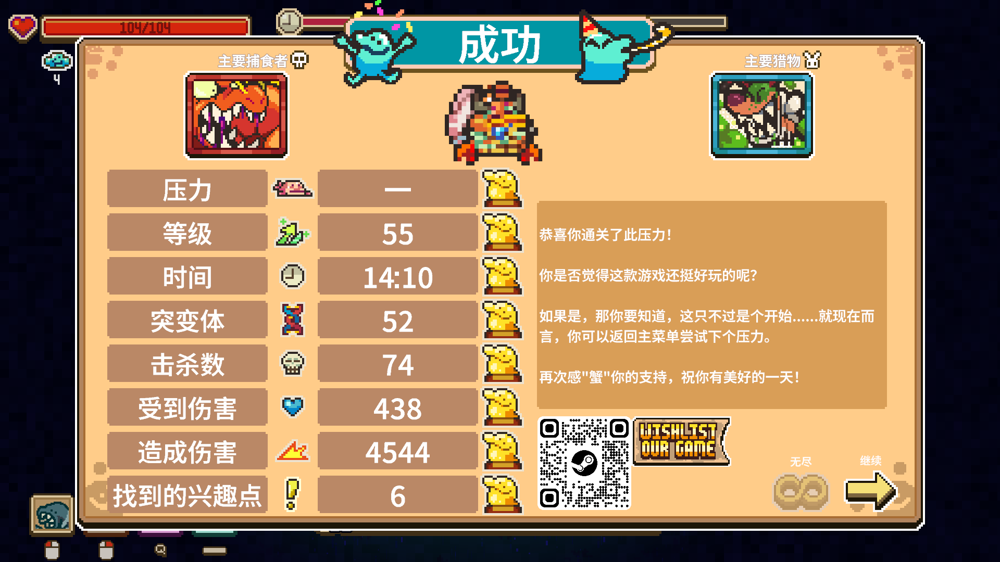 104/104
成功
4
主要捕食者
主要猎物
压力 一
等级 55
时间 14:10
突变体 52
击杀数 74
受到伤害 438
造成伤害 4544
找到的兴趣点 6
恭喜你通关了此压力！
你是否觉得这款游戏还挺好玩的呢？
如果是，那你要知道，这只不过是个开始......就现在而
言，你可以返回主菜单尝试下个压力。
再次感"蟹"你的支持，祝你有美好的一天！
WISHLIST
OUR GAME
无尽
继续
Q